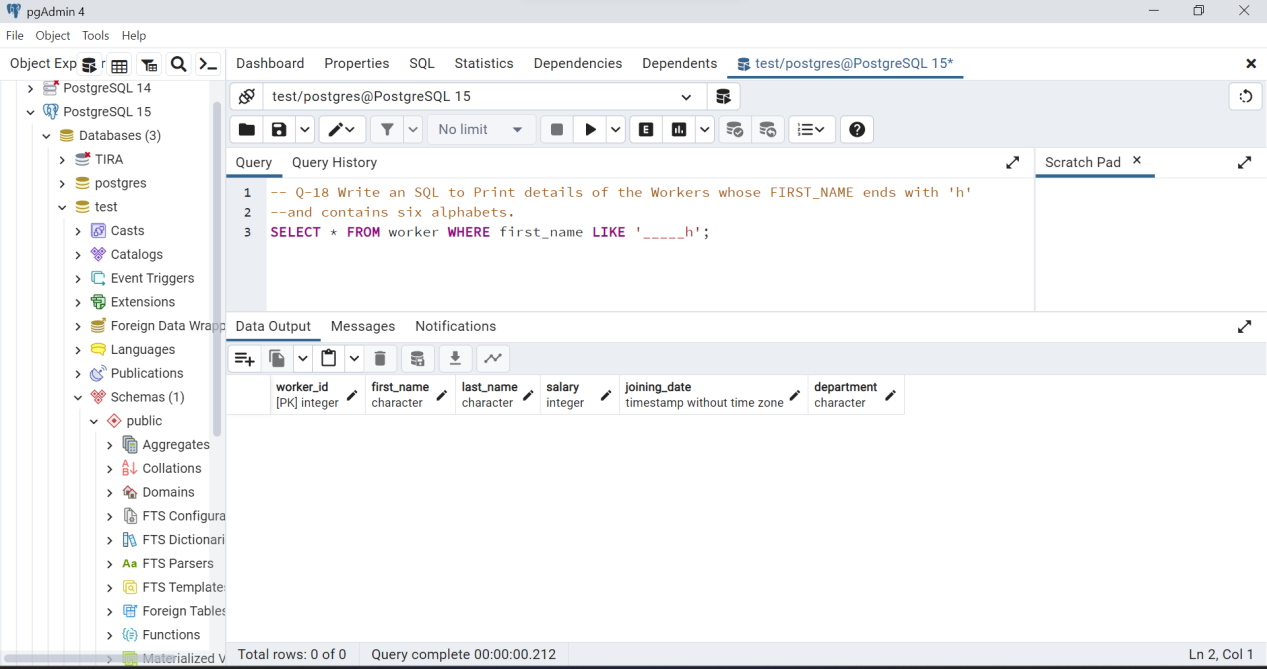 pgAdmin 4
File Object Tools Help
Object Exp r
Dashboard Properties SQL Statistics Dependencies Dependents test/postgres@PostgreSQL 15*
PostgreSQL 14
PostgreSQL 15
Databases (3)
TIRA
postgres
test
Casts
Catalogs
Event Triggers
Extensions
Foreign Data Wrapp
Languages
Publications
Schemas (1)
public
Aggregates
Collations
Domains
FTS Configura
FTS Dictionari
Aa FTS Parsers
FTS Template
Foreign Tables
Functions
Materialized V
test/postgres@PostgreSQL 15
No limit
E
Query Query History
Scratch Pad
1 -- Q-18 Write an SQL to Print details of the Workers whose FIRST_NAME ends with 'h'
2 --and contains six alphabets.
3 SELECT * FROM worker WHERE first_name LIKE '_____h';
Data Output Messages Notifications
worker_id first_name last_name salary joining_date department
[PK] integer character character integer timestamp without time zone character
Total rows: 0 of 0 Query complete 00:00:00.212 Ln 2, Col 1